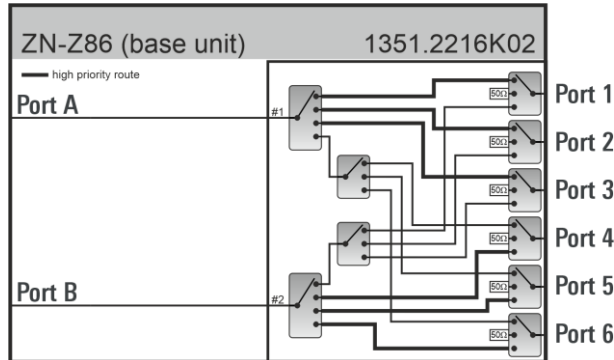 ZN-Z86 (base unit) 1351.2216K02
high priority route
Port A
#1
50Ω
Port 1
50Ω
Port 2
50Ω
Port 3
50Ω
Port 4
Port B
#2
50Ω
Port 5
50Ω
Port 6